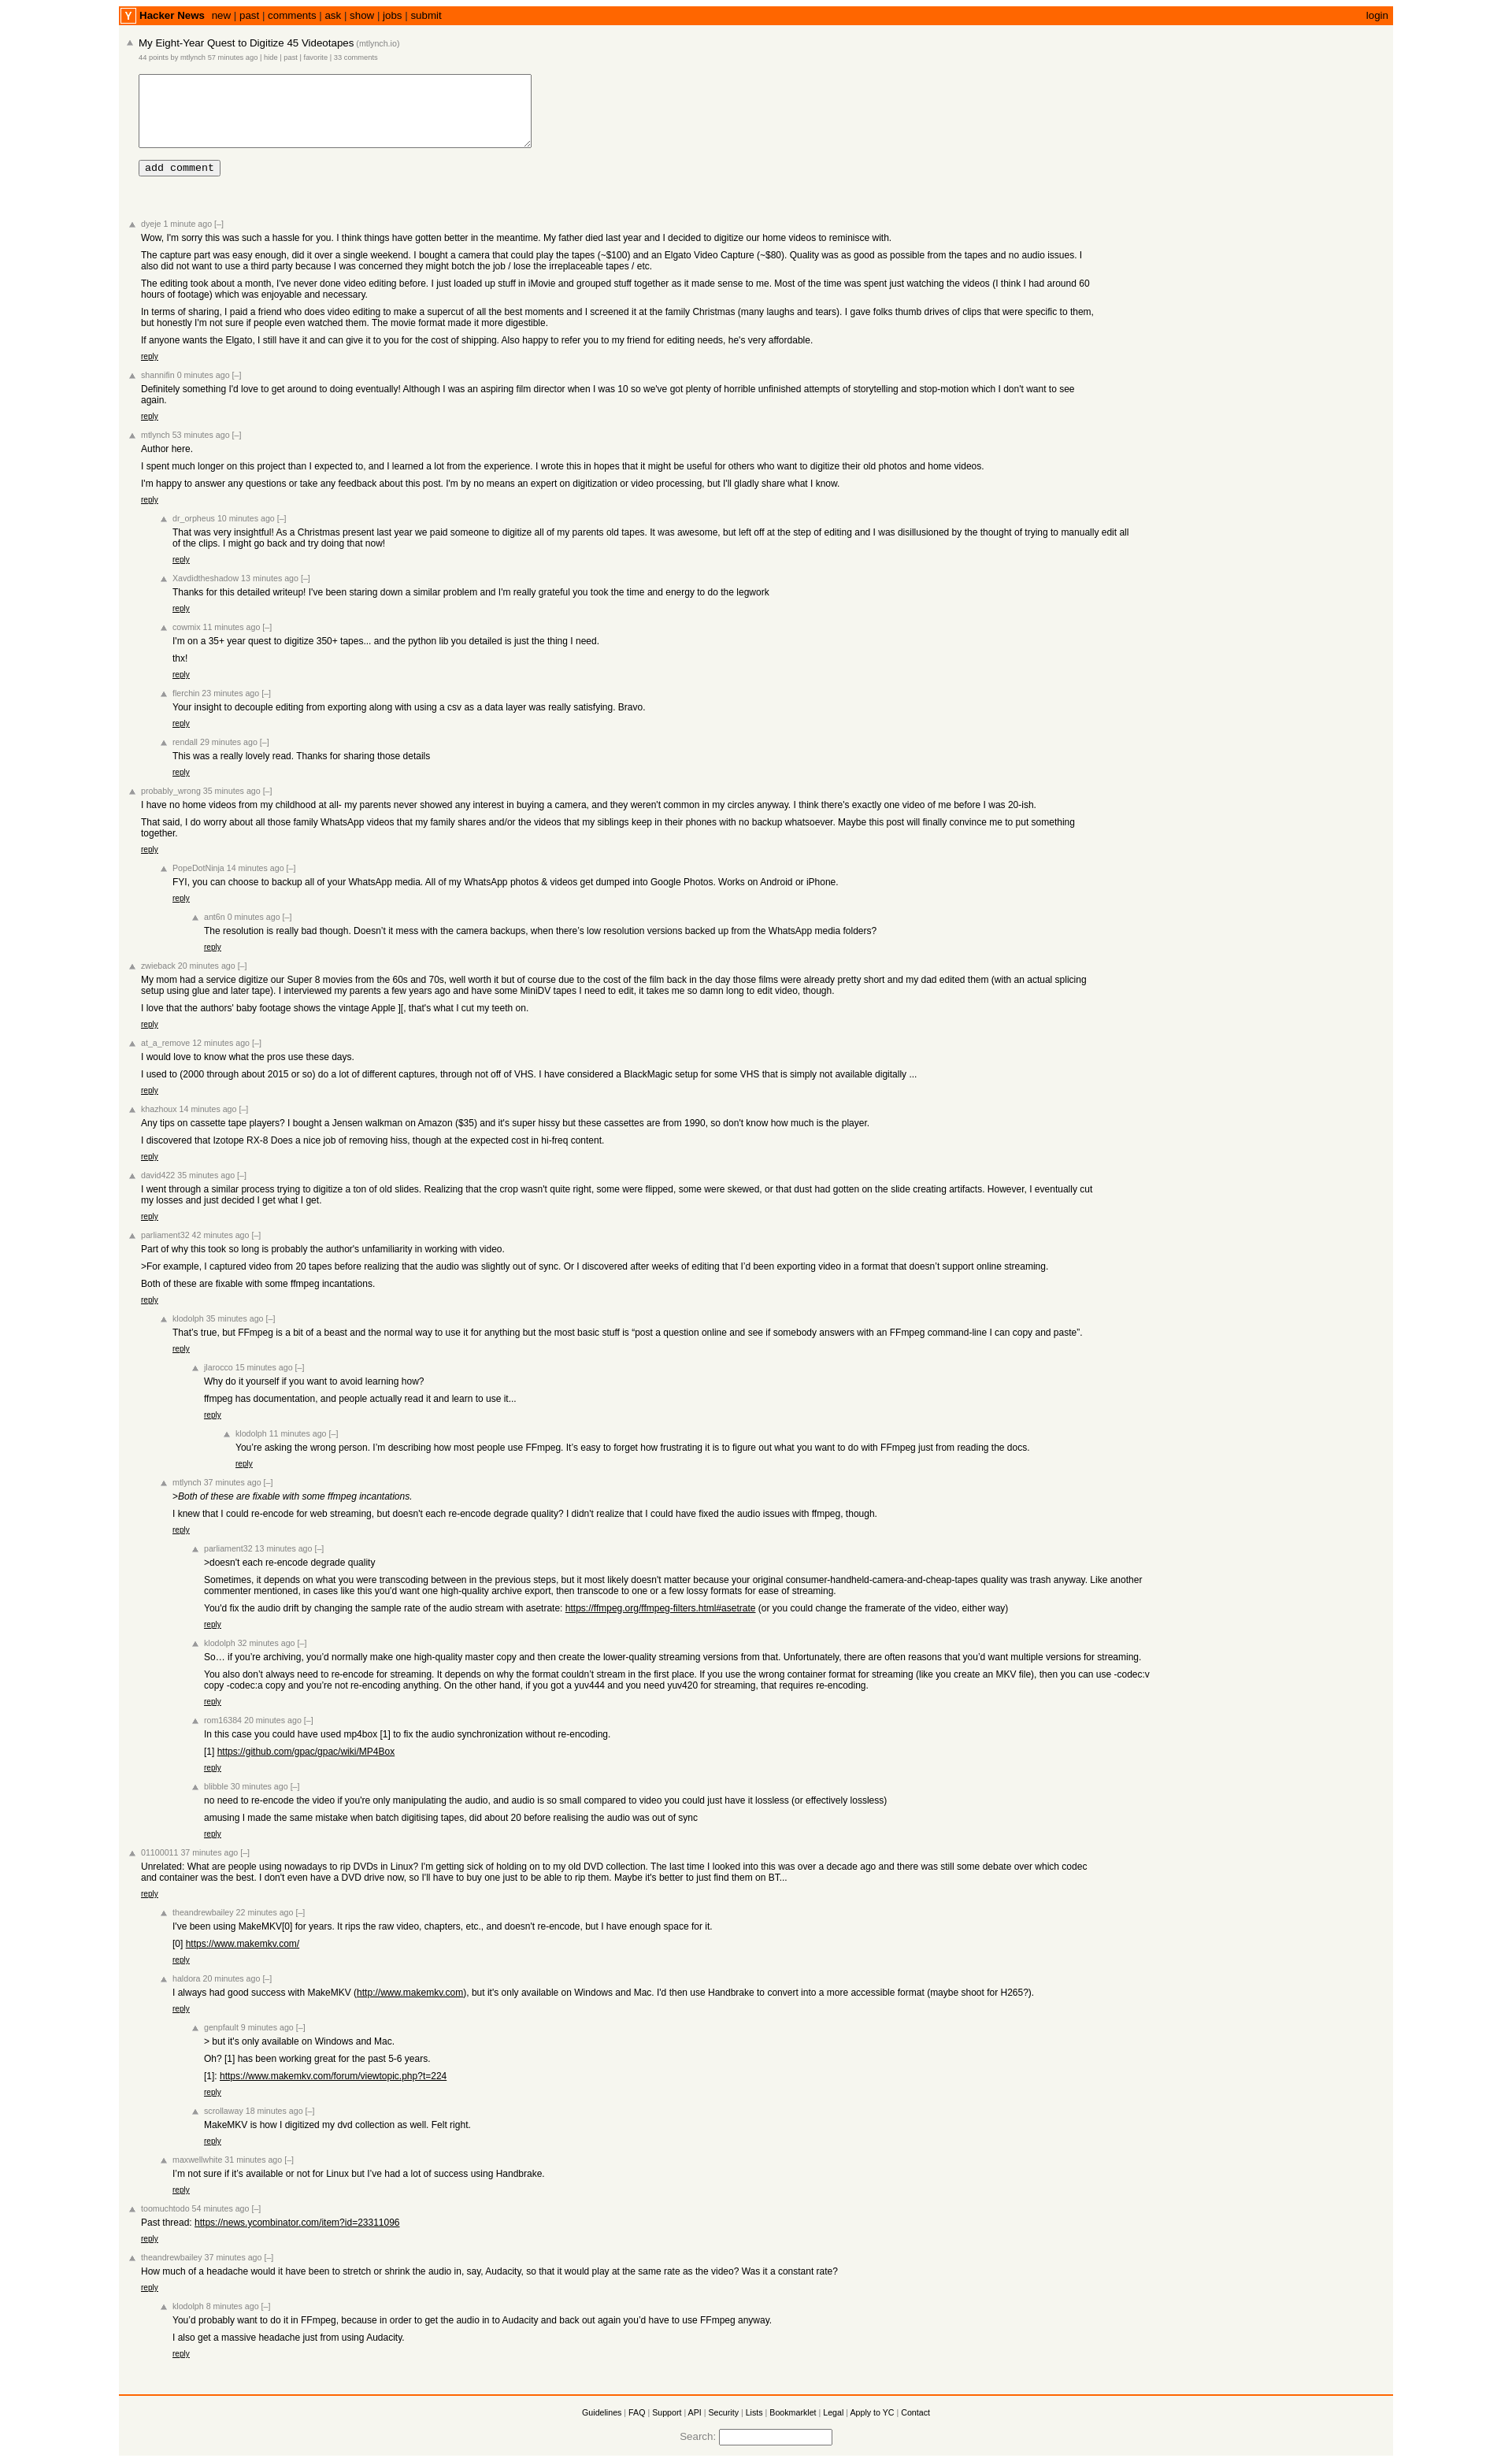 Y Hacker News new | past | comments | ask | show | jobs | submit login
My Eight-Year Quest to Digitize 45 Videotapes (mtlynch.io)
44 points by mtlynch 57 minutes ago | hide | past | favorite | 33 comments
add comment
dyeje 1 minute ago [–]
Wow, I'm sorry this was such a hassle for you. I think things have gotten better in the meantime. My father died last year and I decided to digitize our home videos to reminisce with.
The capture part was easy enough, did it over a single weekend. I bought a camera that could play the tapes (~$100) and an Elgato Video Capture (~$80). Quality was as good as possible from the tapes and no audio issues. I
also did not want to use a third party because I was concerned they might botch the job / lose the irreplaceable tapes / etc.
The editing took about a month, I've never done video editing before. I just loaded up stuff in iMovie and grouped stuff together as it made sense to me. Most of the time was spent just watching the videos (I think I had around 60
hours of footage) which was enjoyable and necessary.
In terms of sharing, I paid a friend who does video editing to make a supercut of all the best moments and I screened it at the family Christmas (many laughs and tears). I gave folks thumb drives of clips that were specific to them,
but honestly I'm not sure if people even watched them. The movie format made it more digestible.
If anyone wants the Elgato, I still have it and can give it to you for the cost of shipping. Also happy to refer you to my friend for editing needs, he's very affordable.
reply
shannifin 0 minutes ago [–]
Definitely something I'd love to get around to doing eventually! Although I was an aspiring film director when I was 10 so we've got plenty of horrible unfinished attempts of storytelling and stop-motion which I don't want to see
again.
reply
mtlynch 53 minutes ago [–]
Author here.
I spent much longer on this project than I expected to, and I learned a lot from the experience. I wrote this in hopes that it might be useful for others who want to digitize their old photos and home videos.
I'm happy to answer any questions or take any feedback about this post. I'm by no means an expert on digitization or video processing, but I'll gladly share what I know.
reply
dr_orpheus 10 minutes ago [–]
That was very insightful! As a Christmas present last year we paid someone to digitize all of my parents old tapes. It was awesome, but left off at the step of editing and I was disillusioned by the thought of trying to manually edit all
of the clips. I might go back and try doing that now!
reply
Xavdidtheshadow 13 minutes ago [–]
Thanks for this detailed writeup! I've been staring down a similar problem and I'm really grateful you took the time and energy to do the legwork
reply
cowmix 11 minutes ago [–]
I'm on a 35+ year quest to digitize 350+ tapes... and the python lib you detailed is just the thing I need.
thx!
reply
flerchin 23 minutes ago [–]
Your insight to decouple editing from exporting along with using a csv as a data layer was really satisfying. Bravo.
reply
rendall 29 minutes ago [–]
This was a really lovely read. Thanks for sharing those details
reply
probably_wrong 35 minutes ago [–]
I have no home videos from my childhood at all- my parents never showed any interest in buying a camera, and they weren't common in my circles anyway. I think there's exactly one video of me before I was 20-ish.
That said, I do worry about all those family WhatsApp videos that my family shares and/or the videos that my siblings keep in their phones with no backup whatsoever. Maybe this post will finally convince me to put something
together.
reply
PopeDotNinja 14 minutes ago [–]
FYI, you can choose to backup all of your WhatsApp media. All of my WhatsApp photos & videos get dumped into Google Photos. Works on Android or iPhone.
reply
ant6n 0 minutes ago [–]
The resolution is really bad though. Doesn’t it mess with the camera backups, when there’s low resolution versions backed up from the WhatsApp media folders?
reply
zwieback 20 minutes ago [–]
My mom had a service digitize our Super 8 movies from the 60s and 70s, well worth it but of course due to the cost of the film back in the day those films were already pretty short and my dad edited them (with an actual splicing
setup using glue and later tape). I interviewed my parents a few years ago and have some MiniDV tapes I need to edit, it takes me so damn long to edit video, though.
I love that the authors' baby footage shows the vintage Apple ][, that's what I cut my teeth on.
reply
at_a_remove 12 minutes ago [–]
I would love to know what the pros use these days.
I used to (2000 through about 2015 or so) do a lot of different captures, through not off of VHS. I have considered a BlackMagic setup for some VHS that is simply not available digitally ...
reply
khazhoux 14 minutes ago [–]
Any tips on cassette tape players? I bought a Jensen walkman on Amazon ($35) and it's super hissy but these cassettes are from 1990, so don't know how much is the player.
I discovered that Izotope RX-8 Does a nice job of removing hiss, though at the expected cost in hi-freq content.
reply
david422 35 minutes ago [–]
I went through a similar process trying to digitize a ton of old slides. Realizing that the crop wasn't quite right, some were flipped, some were skewed, or that dust had gotten on the slide creating artifacts. However, I eventually cut
my losses and just decided I get what I get.
reply
parliament32 42 minutes ago [–]
Part of why this took so long is probably the author's unfamiliarity in working with video.
>For example, I captured video from 20 tapes before realizing that the audio was slightly out of sync. Or I discovered after weeks of editing that I’d been exporting video in a format that doesn’t support online streaming.
Both of these are fixable with some ffmpeg incantations.
reply
klodolph 35 minutes ago [–]
That's true, but FFmpeg is a bit of a beast and the normal way to use it for anything but the most basic stuff is “post a question online and see if somebody answers with an FFmpeg command-line I can copy and paste”.
reply
jlarocco 15 minutes ago [–]
Why do it yourself if you want to avoid learning how?
ffmpeg has documentation, and people actually read it and learn to use it...
reply
klodolph 11 minutes ago [–]
You’re asking the wrong person. I’m describing how most people use FFmpeg. It’s easy to forget how frustrating it is to figure out what you want to do with FFmpeg just from reading the docs.
reply
mtlynch 37 minutes ago [–]
>Both of these are fixable with some ffmpeg incantations.
I knew that I could re-encode for web streaming, but doesn't each re-encode degrade quality? I didn't realize that I could have fixed the audio issues with ffmpeg, though.
reply
parliament32 13 minutes ago [–]
>doesn't each re-encode degrade quality
Sometimes, it depends on what you were transcoding between in the previous steps, but it most likely doesn't matter because your original consumer-handheld-camera-and-cheap-tapes quality was trash anyway. Like another
commenter mentioned, in cases like this you'd want one high-quality archive export, then transcode to one or a few lossy formats for ease of streaming.
You'd fix the audio drift by changing the sample rate of the audio stream with asetrate: https://ffmpeg.org/ffmpeg-filters.html#asetrate (or you could change the framerate of the video, either way)
reply
klodolph 32 minutes ago [–]
So… if you’re archiving, you’d normally make one high-quality master copy and then create the lower-quality streaming versions from that. Unfortunately, there are often reasons that you’d want multiple versions for streaming.
You also don’t always need to re-encode for streaming. It depends on why the format couldn’t stream in the first place. If you use the wrong container format for streaming (like you create an MKV file), then you can use -codec:v
copy -codec:a copy and you’re not re-encoding anything. On the other hand, if you got a yuv444 and you need yuv420 for streaming, that requires re-encoding.
reply
rom16384 20 minutes ago [–]
In this case you could have used mp4box [1] to fix the audio synchronization without re-encoding.
[1] https://github.com/gpac/gpac/wiki/MP4Box
reply
blibble 30 minutes ago [–]
no need to re-encode the video if you're only manipulating the audio, and audio is so small compared to video you could just have it lossless (or effectively lossless)
amusing I made the same mistake when batch digitising tapes, did about 20 before realising the audio was out of sync
reply
01100011 37 minutes ago [–]
Unrelated: What are people using nowadays to rip DVDs in Linux? I'm getting sick of holding on to my old DVD collection. The last time I looked into this was over a decade ago and there was still some debate over which codec
and container was the best. I don't even have a DVD drive now, so I'll have to buy one just to be able to rip them. Maybe it's better to just find them on BT...
reply
theandrewbailey 22 minutes ago [–]
I've been using MakeMKV[0] for years. It rips the raw video, chapters, etc., and doesn't re-encode, but I have enough space for it.
[0] https://www.makemkv.com/
reply
haldora 20 minutes ago [–]
I always had good success with MakeMKV (http://www.makemkv.com), but it's only available on Windows and Mac. I'd then use Handbrake to convert into a more accessible format (maybe shoot for H265?).
reply
genpfault 9 minutes ago [–]
> but it's only available on Windows and Mac.
Oh? [1] has been working great for the past 5-6 years.
[1]: https://www.makemkv.com/forum/viewtopic.php?t=224
reply
scrollaway 18 minutes ago [–]
MakeMKV is how I digitized my dvd collection as well. Felt right.
reply
maxwellwhite 31 minutes ago [–]
I’m not sure if it’s available or not for Linux but I’ve had a lot of success using Handbrake.
reply
toomuchtodo 54 minutes ago [–]
Past thread: https://news.ycombinator.com/item?id=23311096
reply
theandrewbailey 37 minutes ago [–]
How much of a headache would it have been to stretch or shrink the audio in, say, Audacity, so that it would play at the same rate as the video? Was it a constant rate?
reply
klodolph 8 minutes ago [–]
You’d probably want to do it in FFmpeg, because in order to get the audio in to Audacity and back out again you’d have to use FFmpeg anyway.
I also get a massive headache just from using Audacity.
reply
Guidelines | FAQ | Support | API | Security | Lists | Bookmarklet | Legal | Apply to YC | Contact
Search: